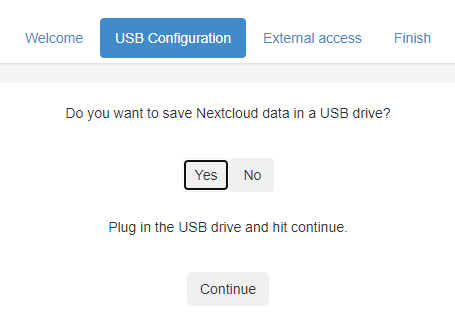 Welcome USB Configuration External access Finish
Do you want to save Nextcloud data in a USB drive?
Yes No
Plug in the USB drive and hit continue.
Continue